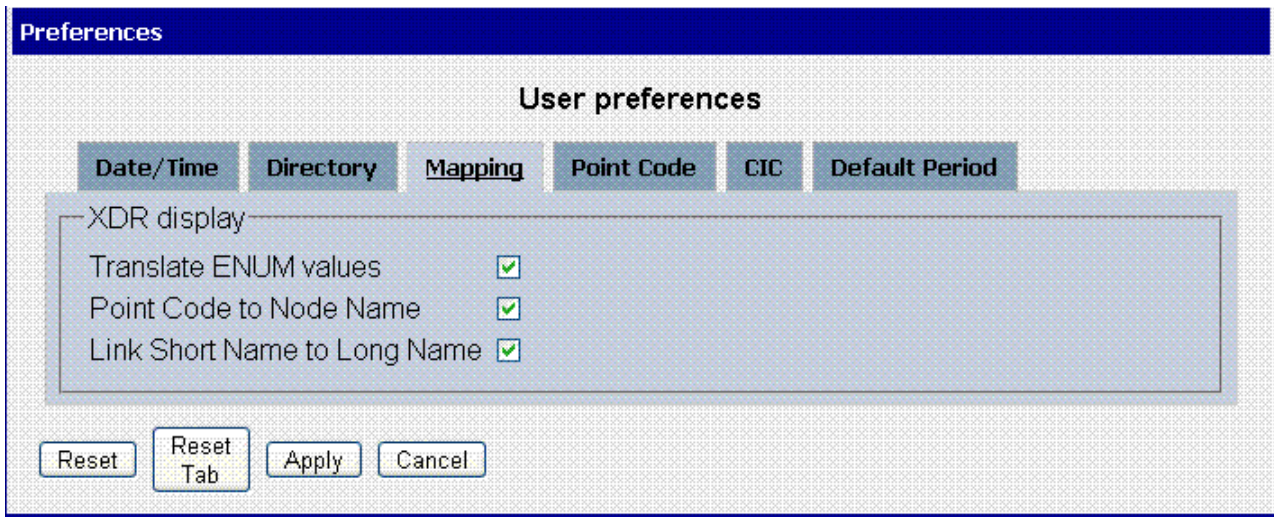 Preferences
User preferences
Date/Time Directory Mapping Point Code CIC Default Period
XDR display
Translate ENUM values
Point Code to Node Name
Link Short Name to Long Name
Reset Reset Tab Apply Cancel